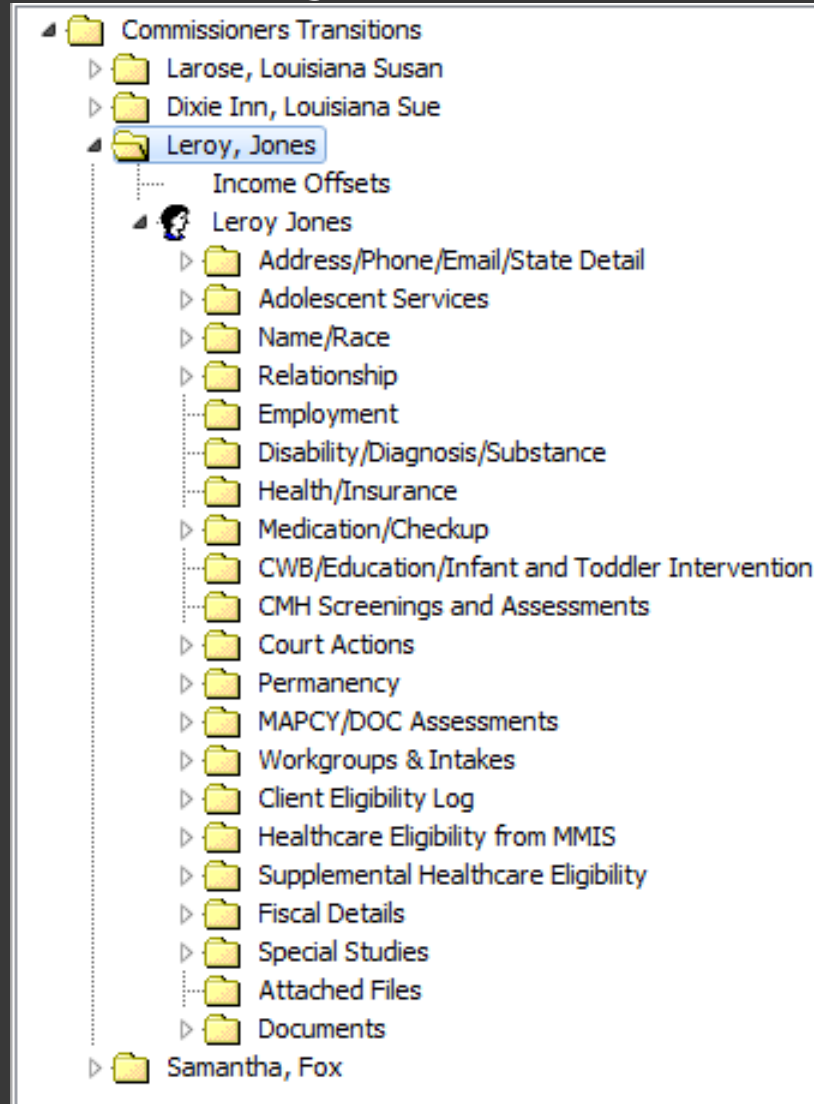 Commissioners Transitions
Larose, Louisiana Susan
Dixie Inn, Louisiana Sue
Leroy, Jones
Income Offsets
Leroy Jones
Address/Phone/Email/State Detail
Adolescent Services
Name/Race
Relationship
Employment
Disability/Diagnosis/Substance
Health/Insurance
Medication/Checkup
CWB/Education/Infant and Toddler Intervention
CMH Screenings and Assessments
Court Actions
Permanency
MAPCY/DOC Assessments
Workgroups & Intakes
Client Eligibility Log
Healthcare Eligibility from MMIS
Supplemental Healthcare Eligibility
Fiscal Details
Special Studies
Attached Files
Documents
Samantha, Fox